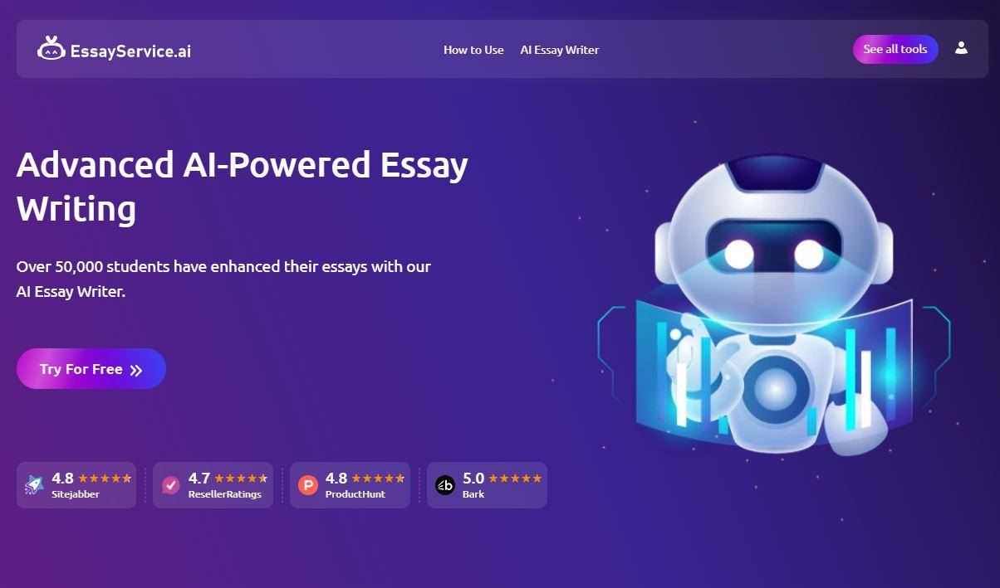 EssayService.ai
How to Use
AI Essay Writer
See all tools
Advanced AI-Powered Essay
Writing
Over 50,000 students have enhanced their essays with our
AI Essay Writer.
Try For Free
4.8
Sitejabber
4.7
ResellerRatings
P
4.8
ProductHunt
b
5.0
Bark